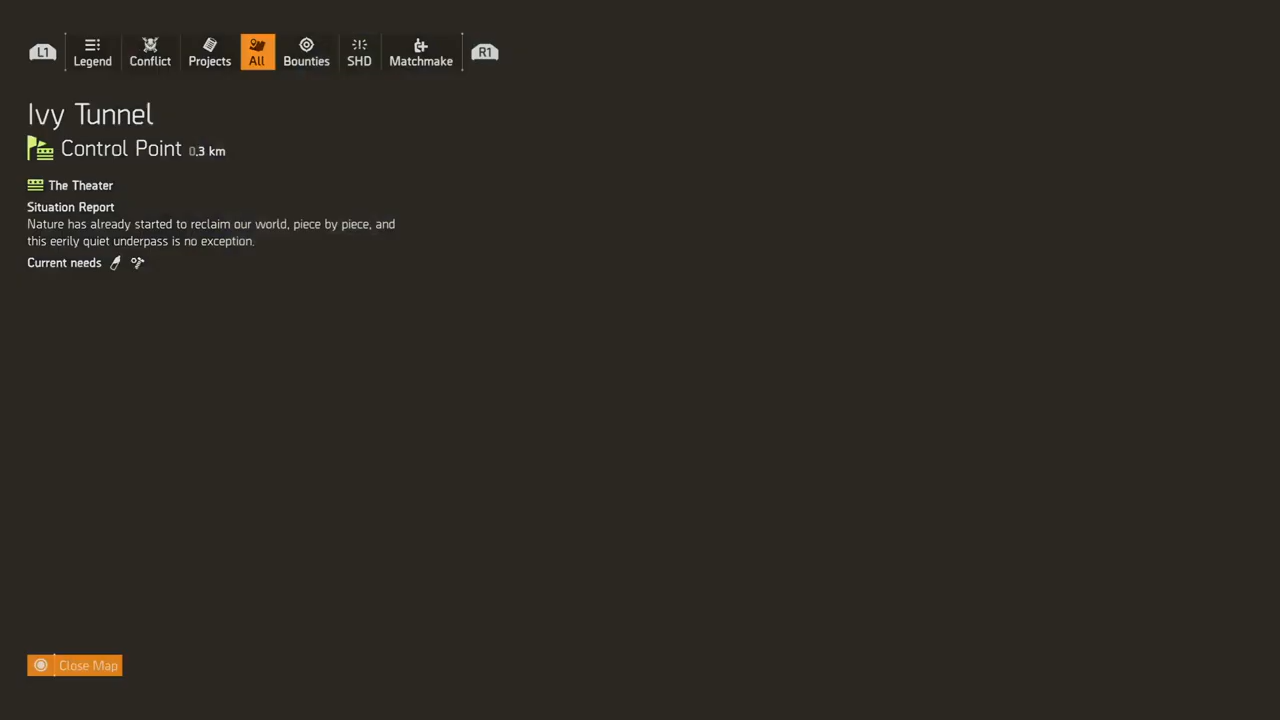 L1 Legend Conflict Projects All Bounties SHD Matchmake R1
Ivy Tunnel
Control Point 0.3 km
The Theater
Situation Report
Nature has already started to reclaim our world, piece by piece, and
this eerily quiet underpass is no exception.
Current needs
Close Map